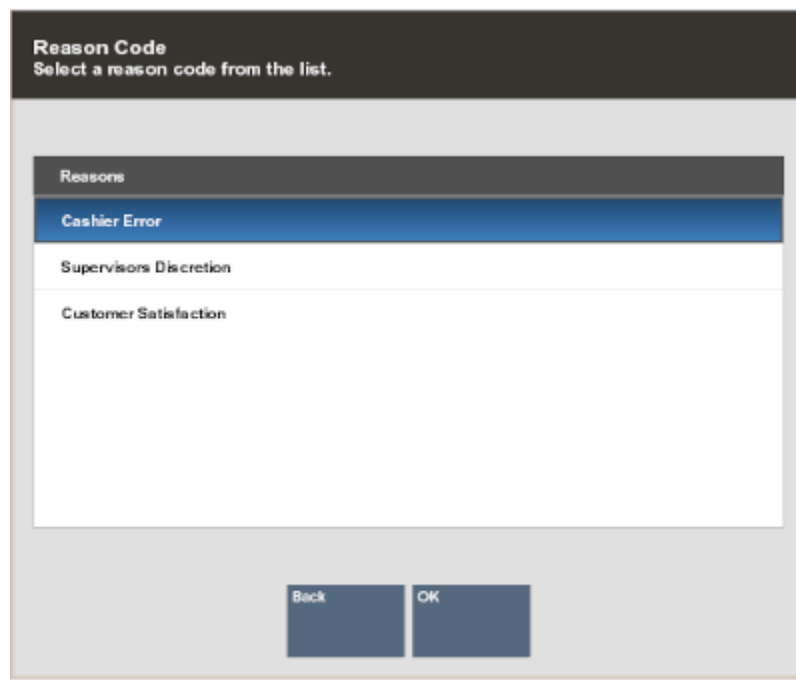 Reason Code
Select a reason code from the list.
Reasons
Cashier Error
Supervisors Discretion
Customer Satisfaction
Back
OK